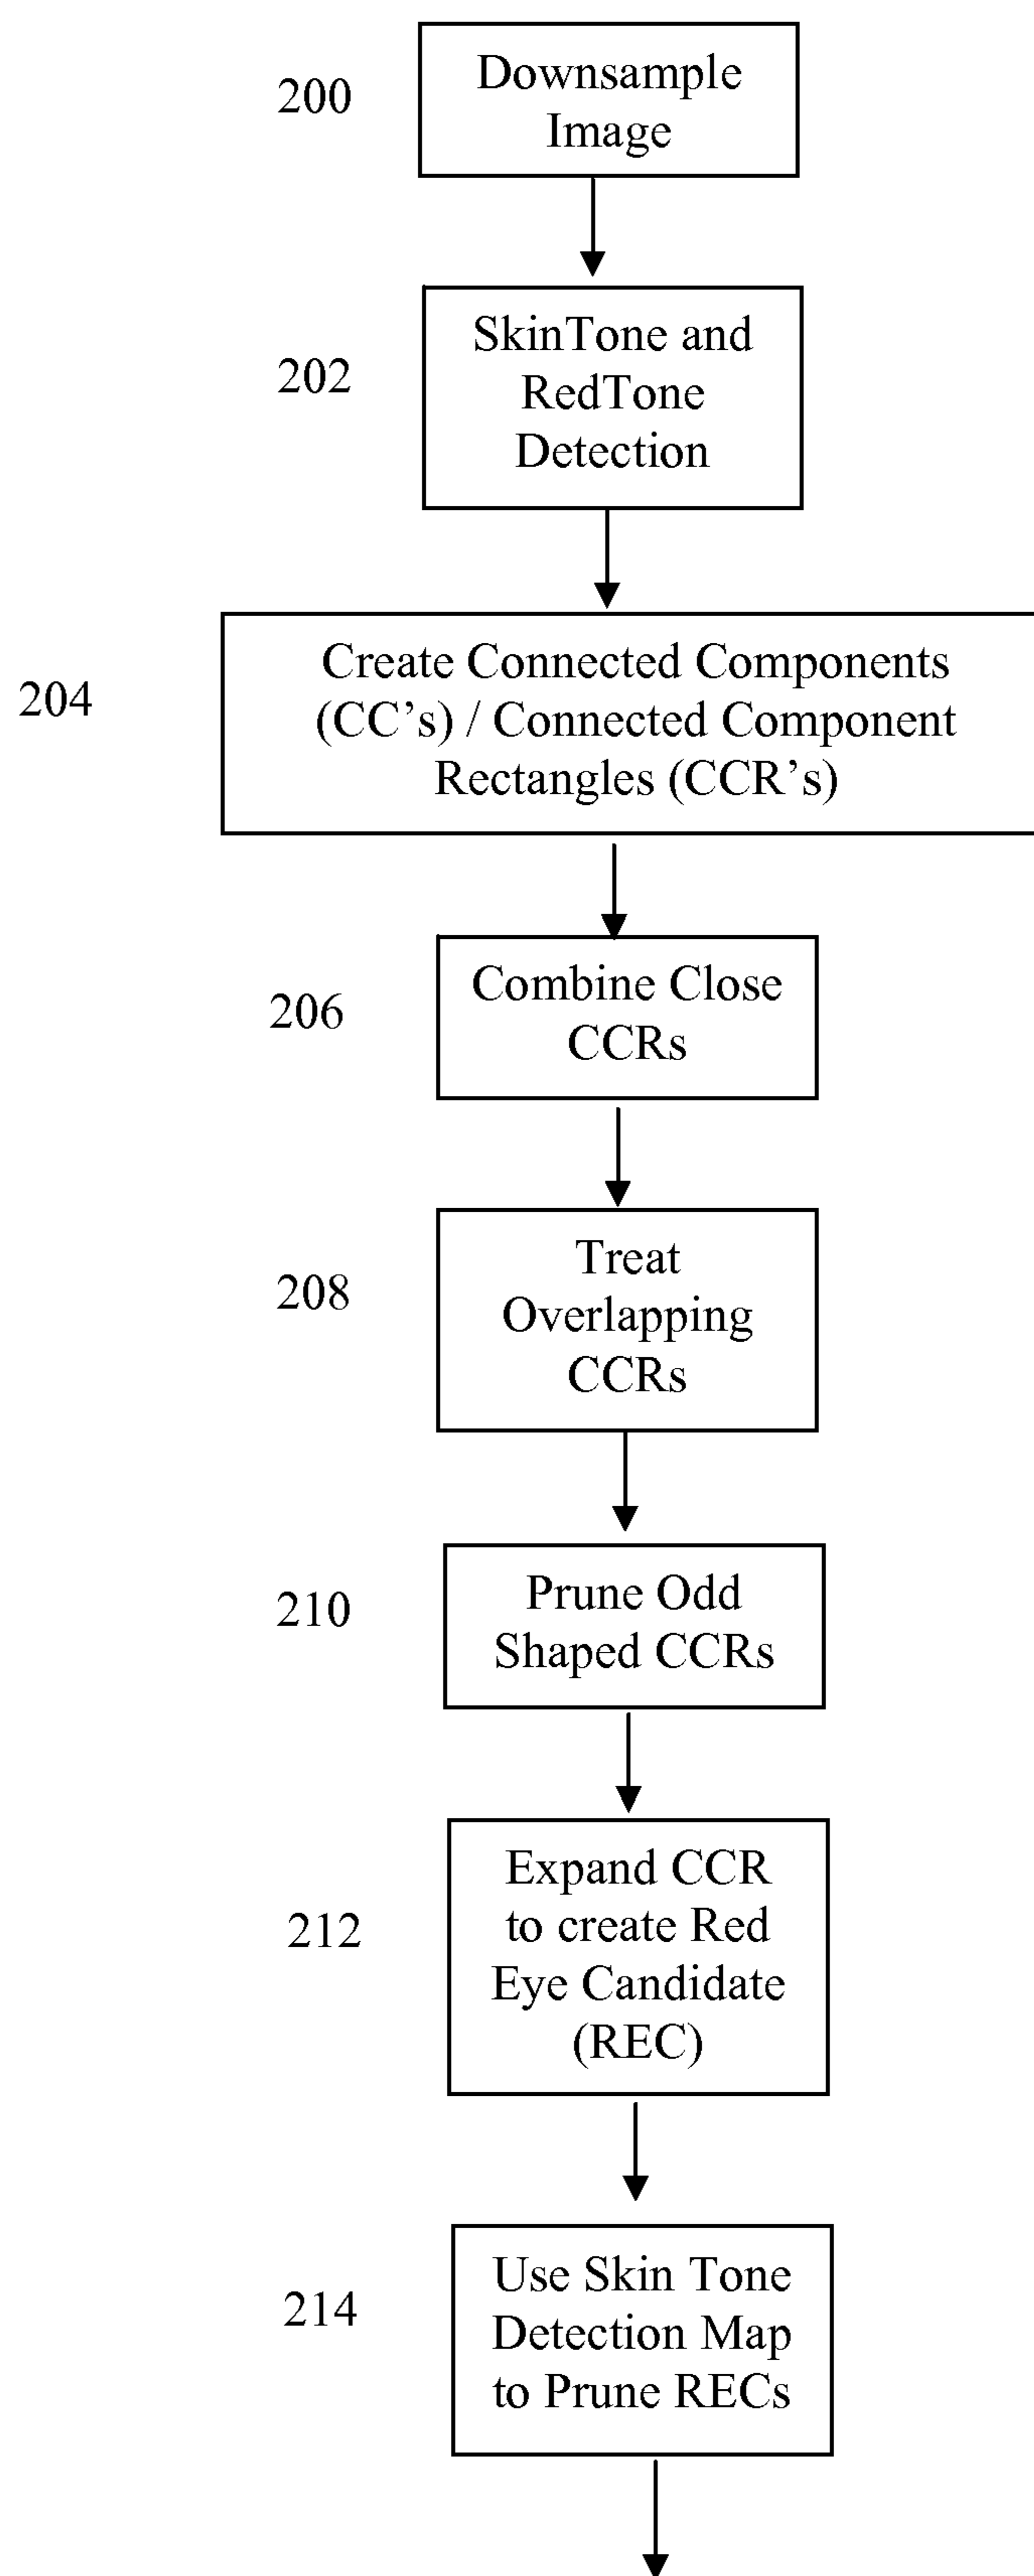 200
Downsample
Image
202
SkinTone and
RedTone
Detection
204
Create Connected Components
(CC’s) / Connected Component
Rectangles (CCR’s)
206
Combine Close
CCRs
208
Treat
Overlapping
CCRs
210
Prune Odd
Shaped CCRs
212
Expand CCR
to create Red
Eye Candidate
(REC)
214
Use Skin Tone
Detection Map
to Prune RECs